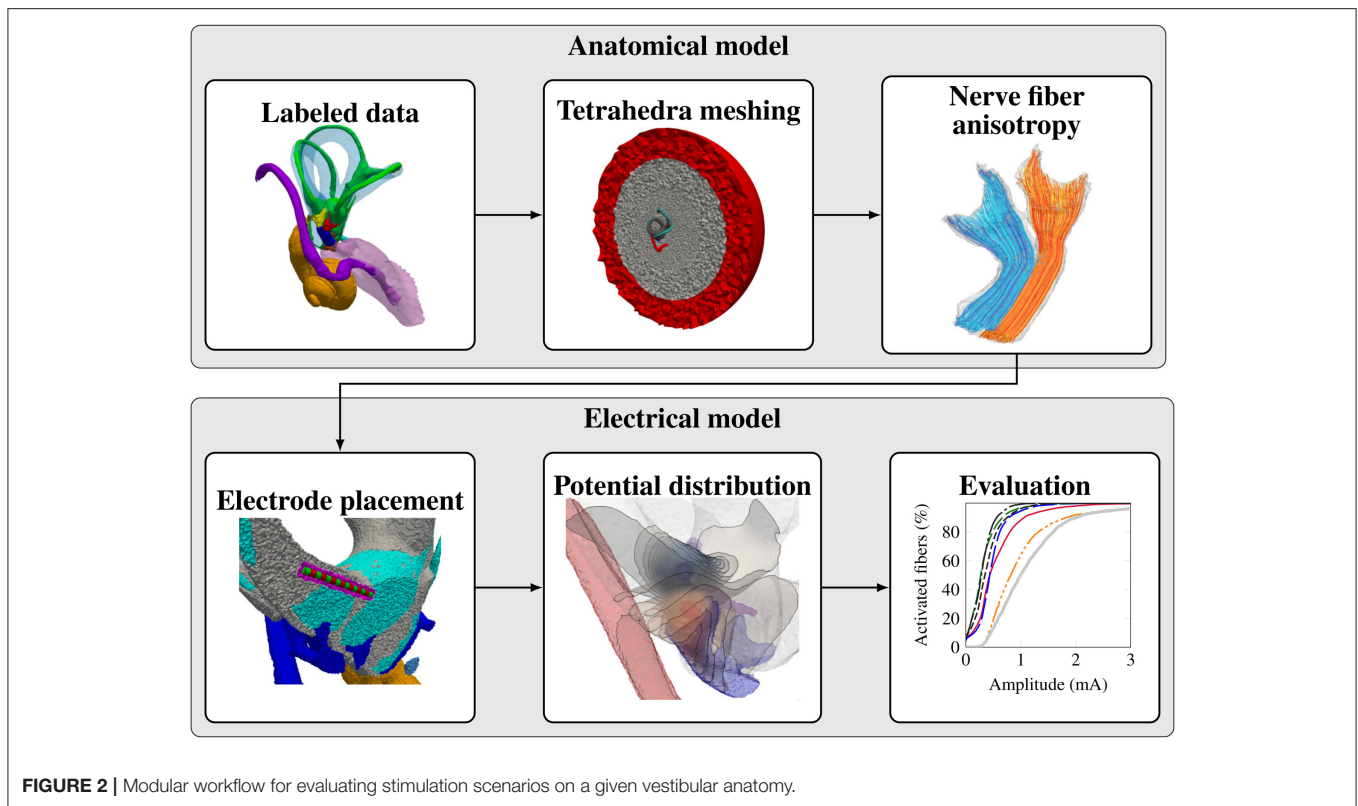 Anatomical model
Labeled data
Tetrahedra meshing
Nerve fiber
anisotropy
Electrical model
Electrode placement
Potential distribution
Evaluation
Activated fibers (%)
80
60
40
20
0
0
1
2
3
Amplitude (mA)
FIGURE 2 | Modular workflow for evaluating stimulation scenarios on a given vestibular anatomy.